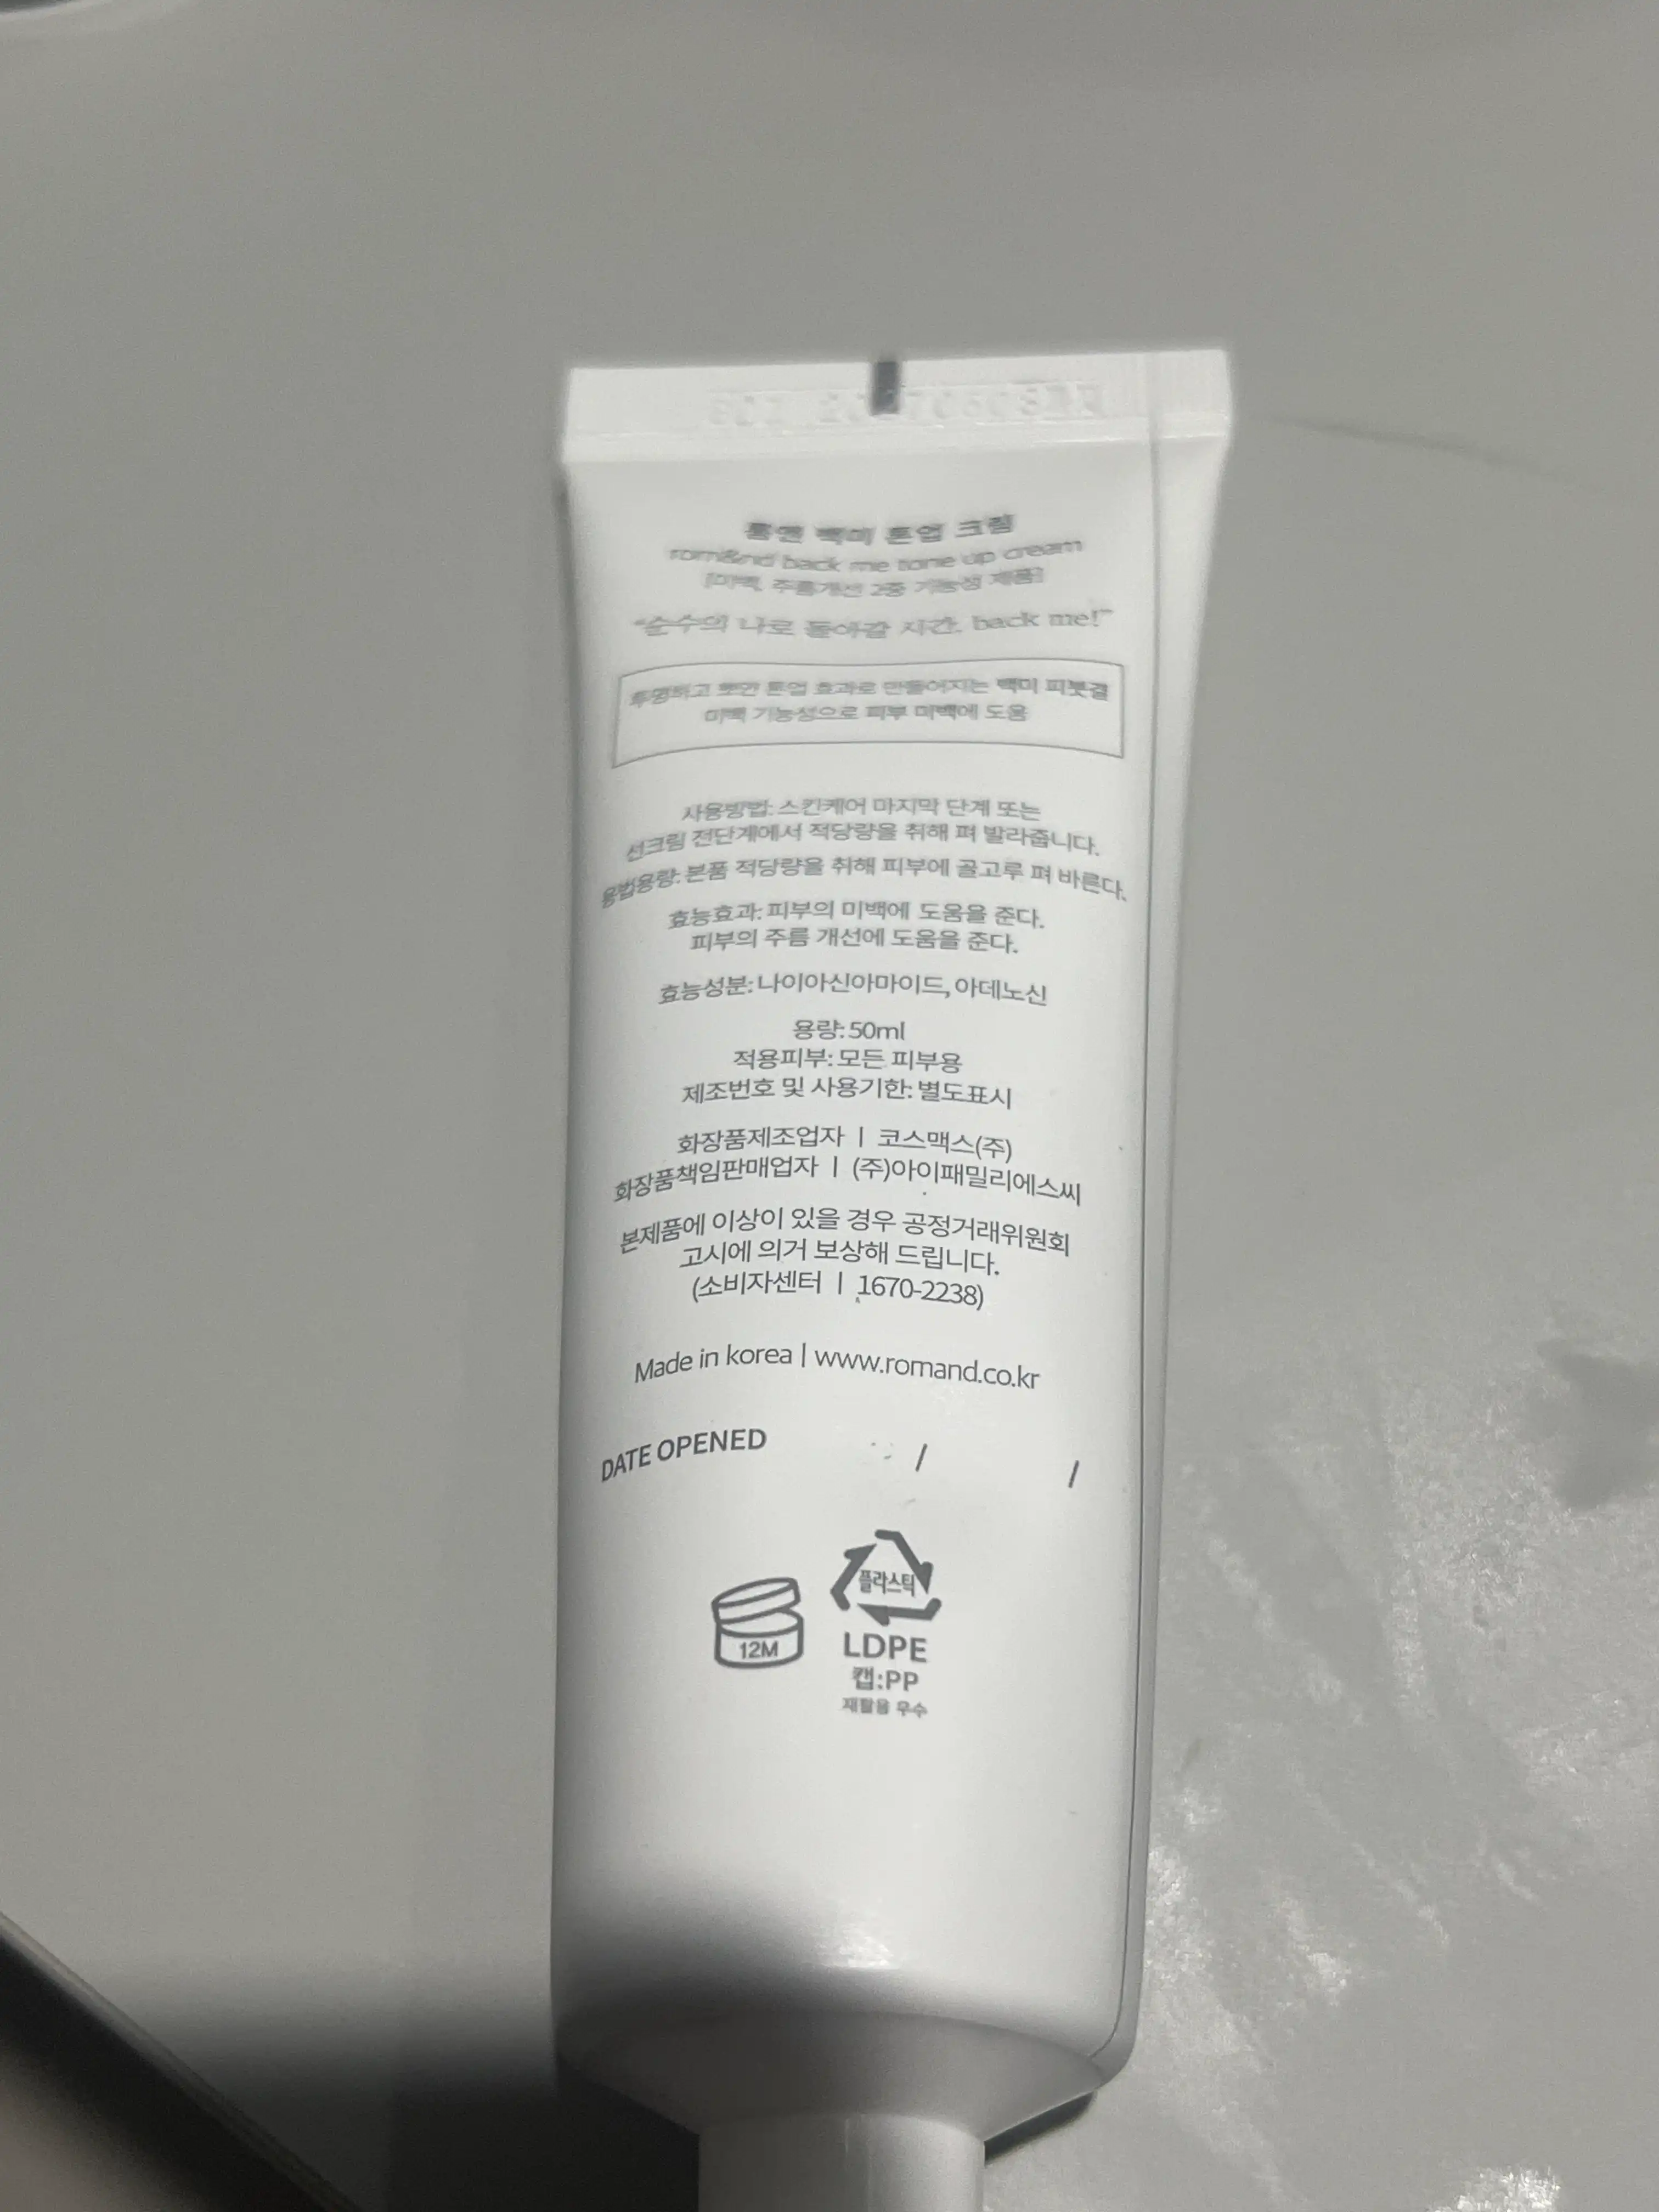 롬앤 백미 톤업 크림
rom&nd back me tone up cream
[미백, 주름개선 2중 기능성 제품]
"순수의 나로 돌아갈 시간. back me!"
투명하고 뽀얀 톤업 효과로 만들어지는 백미 피붓결
미백 기능성으로 피부 미백에 도움
사용방법: 스킨케어 마지막 단계 또는
선크림 전단계에서 적당량을 취해 펴 발라줍니다.
용법용량: 본품 적당량을 취해 피부에 골고루 펴 바른다.
효능효과: 피부의 미백에 도움을 준다.
피부의 주름 개선에 도움을 준다.
효능성분: 나이아신아마이드, 아데노신
용량: 50ml
적용피부: 모든 피부용
제조번호 및 사용기한: 별도표시
화장품제조업자 | 코스맥스(주)
화장품책임판매업자 | (주)아이패밀리에스씨
본제품에 이상이 있을 경우 공정거래위원회
고시에 의거 보상해 드립니다.
(소비자센터 | 1670-2238)
Made in korea | www.romand.co.kr
DATE OPENED / /
플라스틱
12M
LDPE
캡:PP
재활용 우수